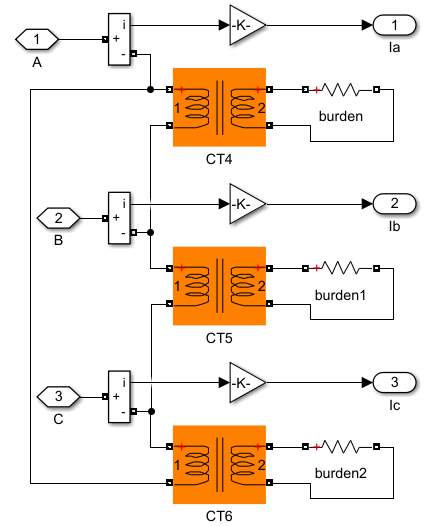 i
1 + -K- 1
A - Ia
+ +
1 2 burden
CT4
i
2 + -K- 2
B - Ib
+ +
1 2 burden1
CT5
i
3 + -K- 3
C - Ic
+ +
1 2 burden2
CT6